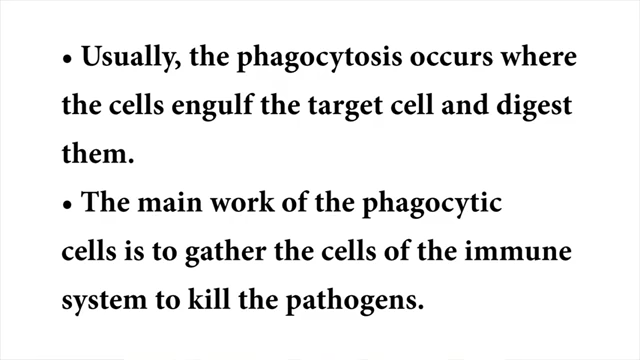 • Usually, the phagocytosis occurs where
the cells engulf the target cell and digest
them.
• The main work of the phagocytic
cells is to gather the cells of the immune
system to kill the pathogens.